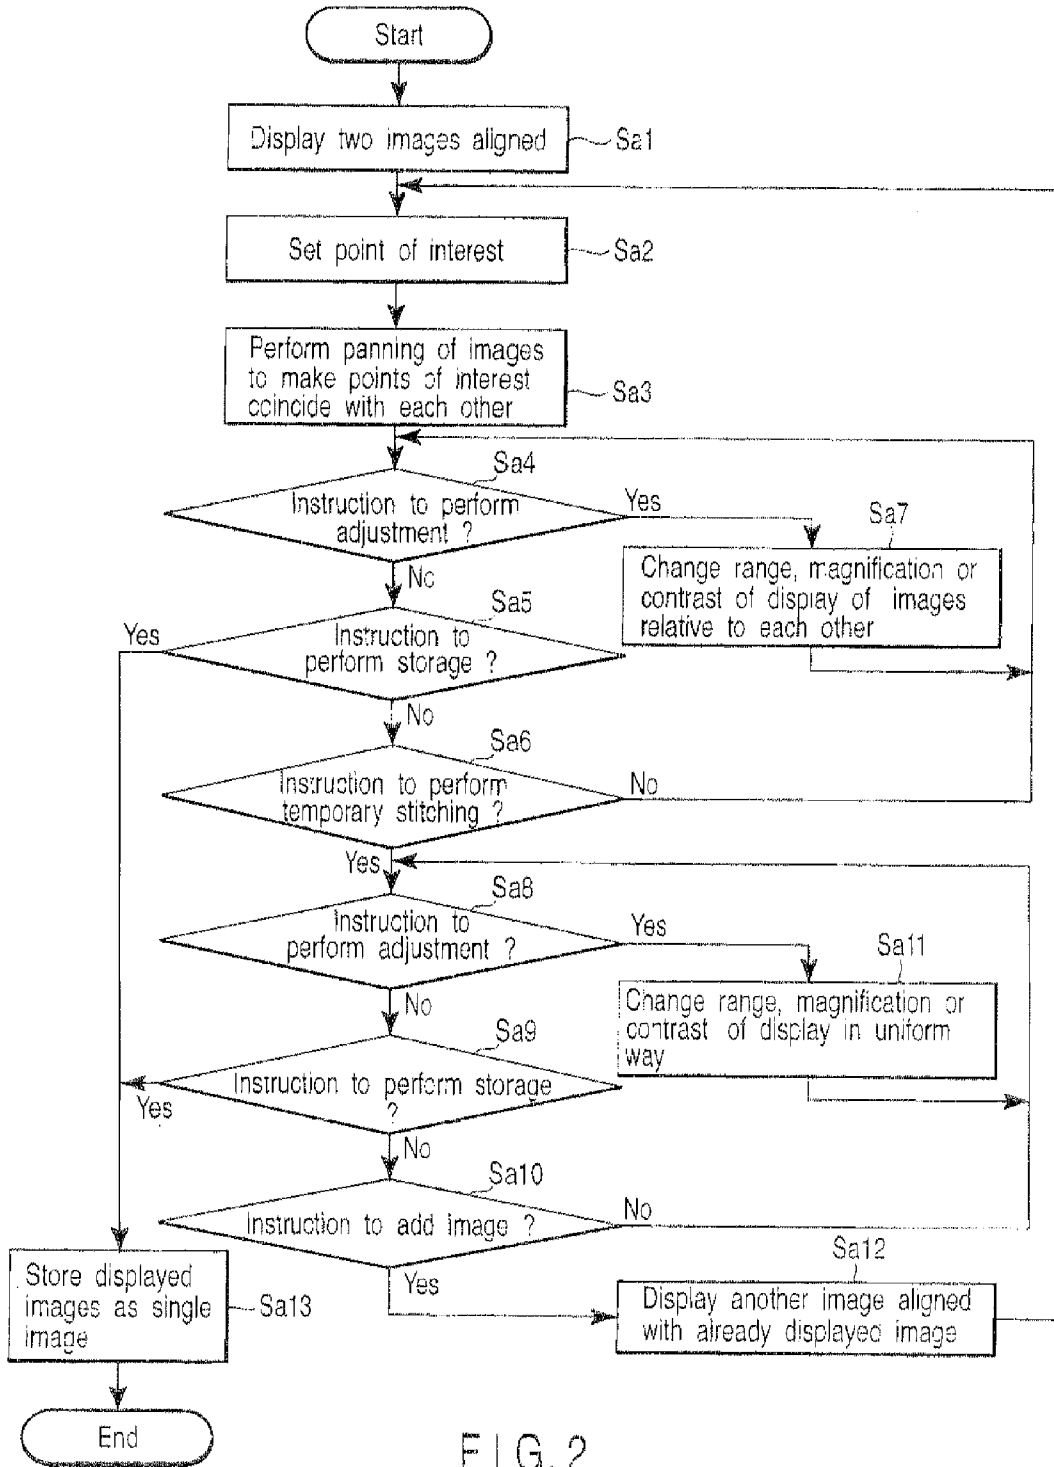 Start
Display two images aligned
Sa1
Set point of interest
Sa2
Perform panning of images
to make points of interest
coincide with each other
Sa3
Sa4
Instruction to perform
adjustment ?
Yes
No
Sa7
Change range, magnification or
contrast of display of images
relative to each other
Sa5
Instruction to
perform storage ?
Yes
No
Sa6
Instruction to perform
temporary stitching ?
No
Yes
Sa8
Instruction to
perform adjustment ?
Yes
No
Sa11
Change range, magnification or
contrast of display in uniform
way
Sa9
Instruction to perform storage
?
Yes
No
Sa10
Instruction to add image ?
No
Yes
Sa12
Display another image aligned
with already displayed image
Store displayed
images as single
image
Sa13
End
FIG. 2